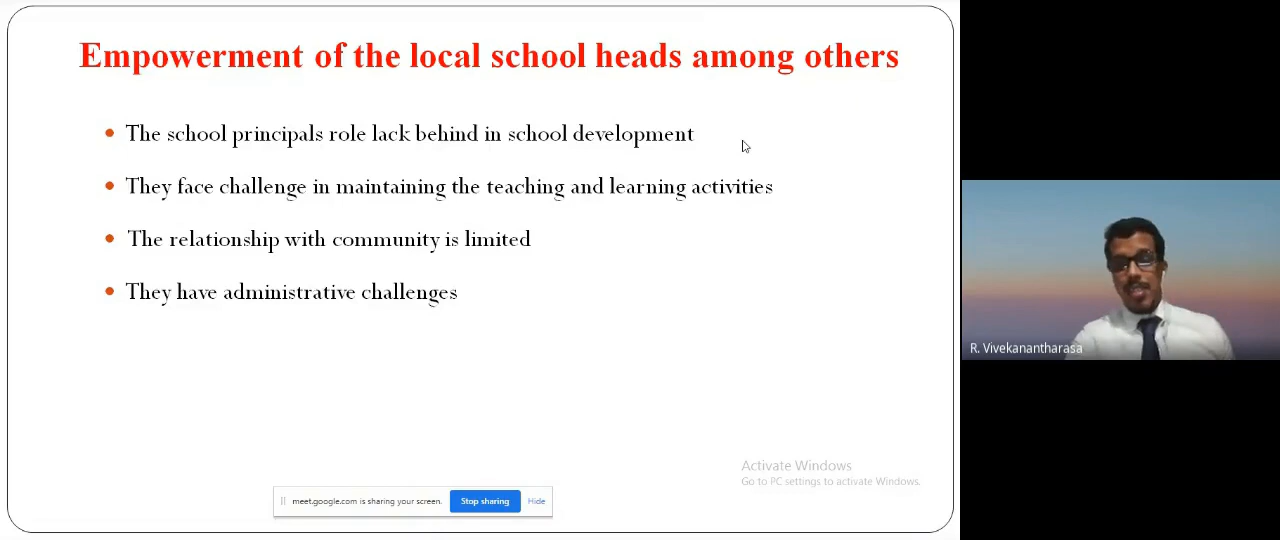 Empowerment of the local school heads among others
The school principals role lack behind in school development
They face challenge in maintaining the teaching and learning activities
The relationship with community is limited
They have administrative challenges
R. Vivekanantharasa
Activate Windows
Go to PC settings to activate Windows.
meet.google.com is sharing your screen.
Stop sharing
Hide